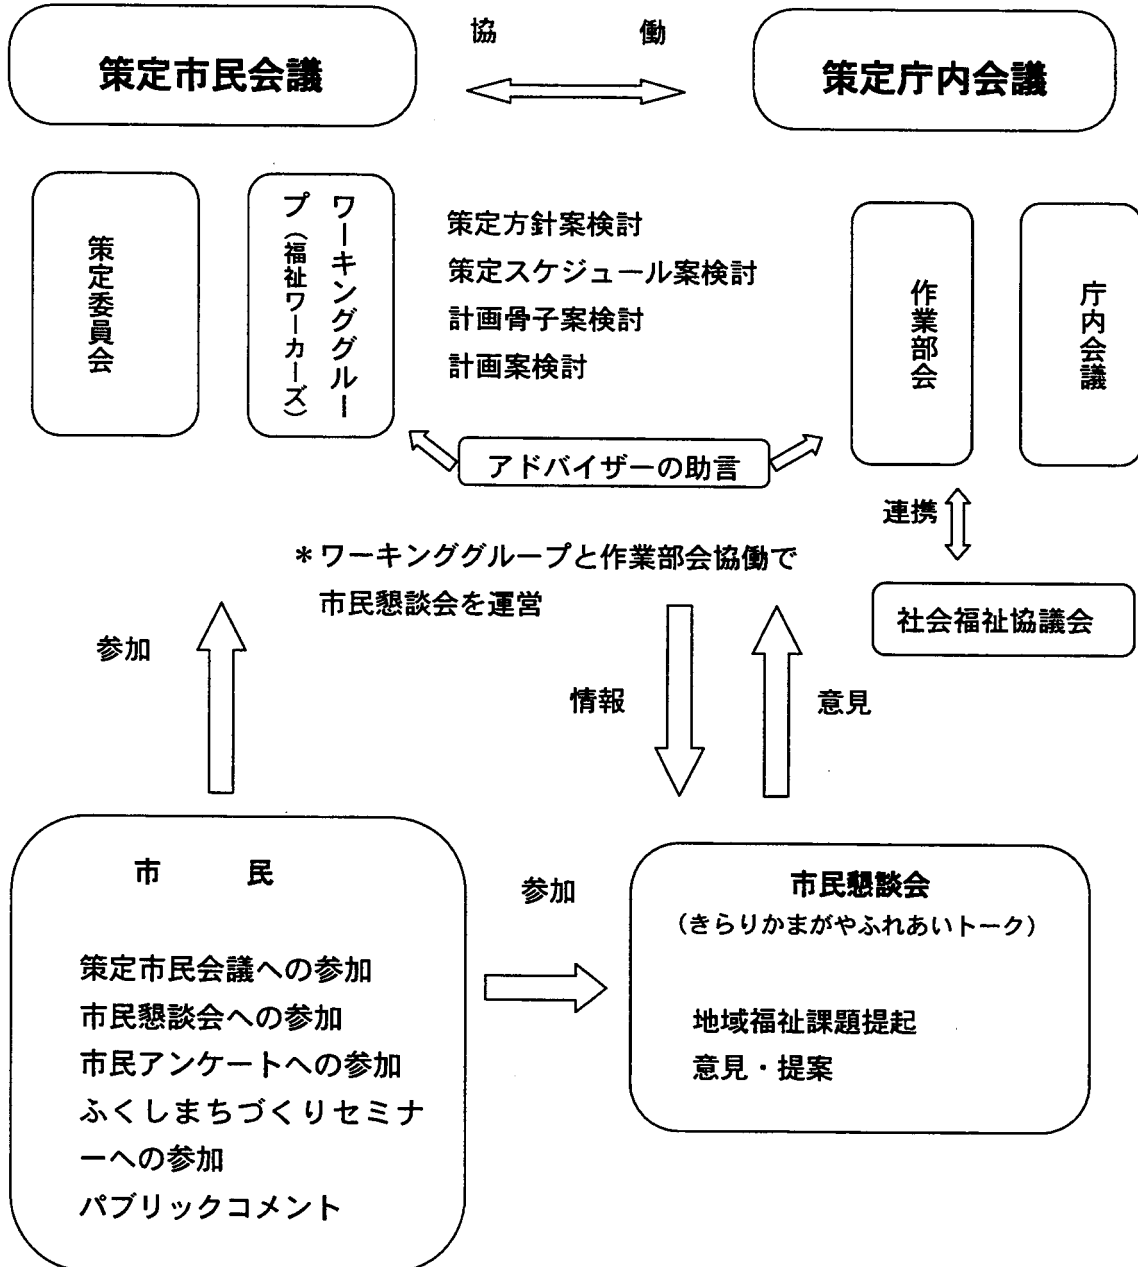 協　働
策定市民会議
策定庁内会議
策定委員会
ワーキンググルー
プ（福祉ワーカーズ）
策定方針案検討
策定スケジュール案検討
計画骨子案検討
計画案検討
作業部会
庁内会議
アドバイザーの助言
連携
＊ワーキンググループと作業部会協働で
市民懇談会を運営
社会福祉協議会
参加
情報
意見
市　民
策定市民会議への参加
市民懇談会への参加
市民アンケートへの参加
ふくしまちづくりセミナ
ーへの参加
パブリックコメント
参加
市民懇談会
（きらりかまがやふれあいトーク）
地域福祉課題提起
意見・提案